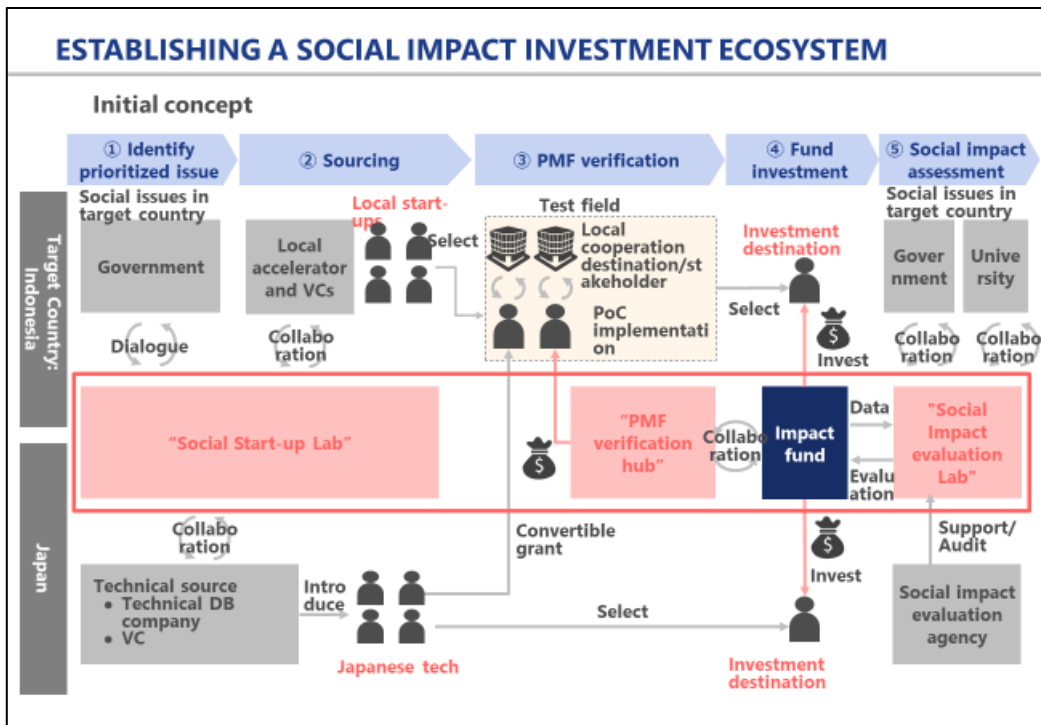 ESTABLISHING A SOCIAL IMPACT INVESTMENT ECOSYSTEM
Initial concept
① Identify
prioritized issue
② Sourcing
③ PMF verification
④ Fund
investment
⑤ Social impact
assessment
Target Country:
Indonesia
Social issues in
target country
Government
Dialogue
Local
accelerator
and VCs
Collabo
ration
Local start-
ups
Select
Test field
Local
cooperation
destination/st
akeholder
PoC
implementati
on
Investment
destination
Select
$
Invest
Social issues in
target country
Gover
nment
Unive
rsity
Collabo
ration
Collabo
ration
"Social Start-up Lab"
$
"PMF
verification
hub"
Collabo
ration
Impact
fund
Data
Evalu
ation
"Social
Impact
evaluation
Lab"
Japan
Collabo
ration
Technical source
• Technical DB
company
• VC
Intro
duce
Japanese tech
Convertible
grant
Select
$
Invest
Investment
destination
Support/
Audit
Social impact
evaluation
agency